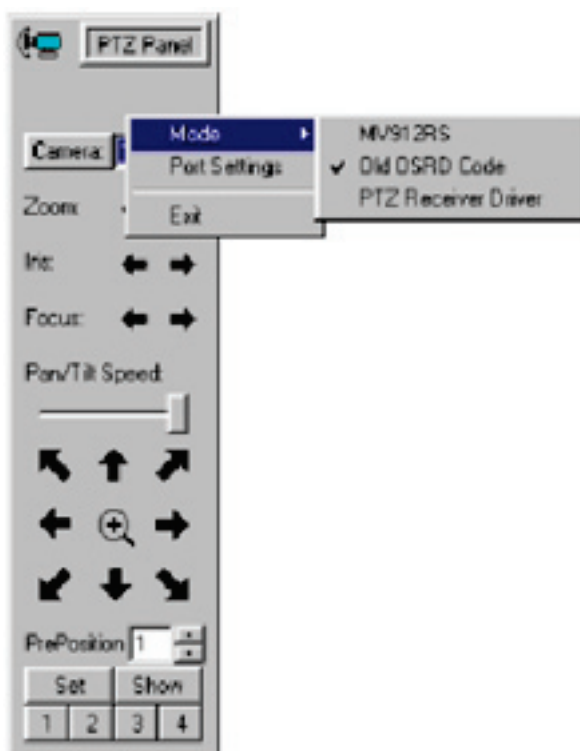 PTZ Panel
Camera:
Mode
Port Settings
Exit
MV912RS
Old OSRD Code
PTZ Receiver Driver
Zoom:
Iris:
Focus:
Pan/Tilt Speed:
PrePosition 1
Set Show
1 2 3 4